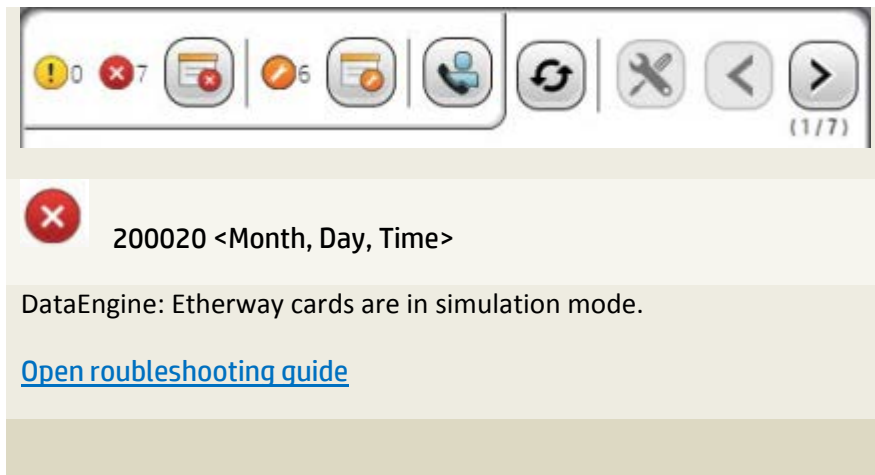 0 7 6
(1/7)
200020 <Month, Day, Time>
DataEngine: Etherway cards are in simulation mode.
Open roubleshooting guide